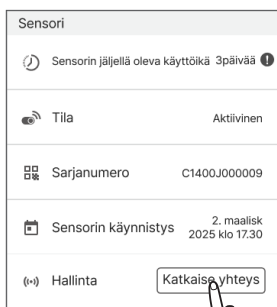 Sensori
Sensorin jäljellä oleva käyttöikä 3päivää
Tila Aktiivinen
Sarjanumero C1400J000009
Sensorin käynnistys 2. maalisk
2025 klo 17.30
Hallinta Katkaise yhteys